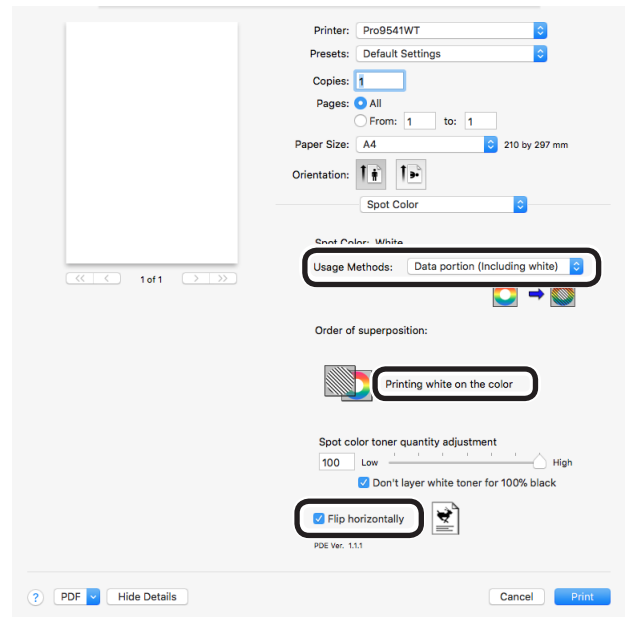 Printer: Pro9541WT
Presets: Default Settings
Copies: 1
Pages: All
From: 1 to: 1
Paper Size: A4 210 by 297 mm
Orientation:
Spot Color
Spot Color: White
Usage Methods: Data portion (Including white)
<< < 1 of 1 > >>
Order of superposition:
Printing white on the color
Spot color toner quantity adjustment
100 Low High
Don't layer white toner for 100% black
Flip horizontally
PDE Ver. 1.1.1
? PDF Hide Details Cancel Print